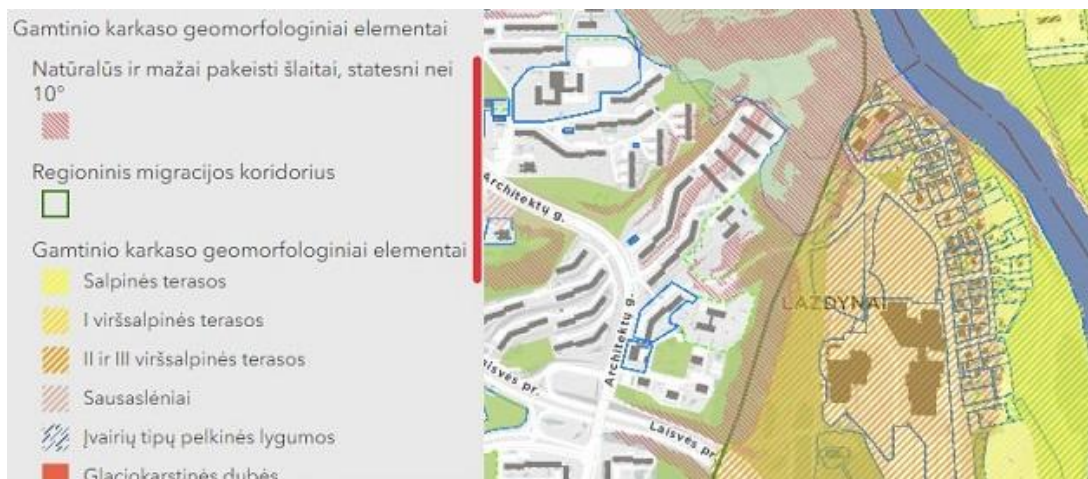 Gamtinio karkaso geomorfologiniai elementai
Natūralūs ir mažai pakeisti šlaitai, statesni nei
10°
Regioninis migracijos koridorius
Gamtinio karkaso geomorfologiniai elementai
Salpinės terasos
I viršsalpinės terasos
II ir III viršsalpinės terasos
Sausaslėniai
Įvairių tipų pelkinės lygumos
Glaciokarstinės dubės
Architektų g.
LAZDYNAI
Architektų g.
Laisvės pr.
Laisvės pr.